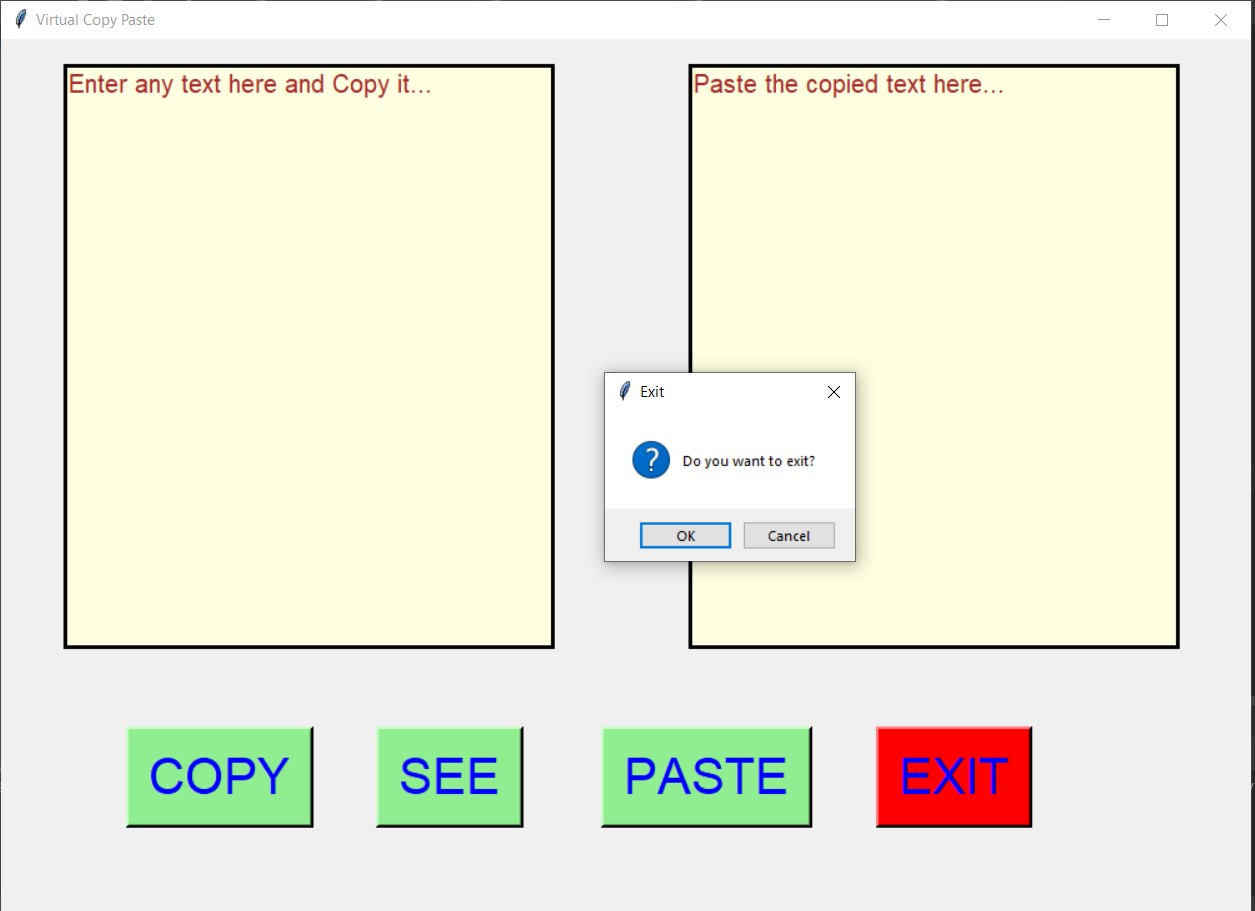 Virtual Copy Paste
Enter any text here and Copy it...
Paste the copied text here...
Exit
?
Do you want to exit?
OK
Cancel
COPY
SEE
PASTE
EXIT